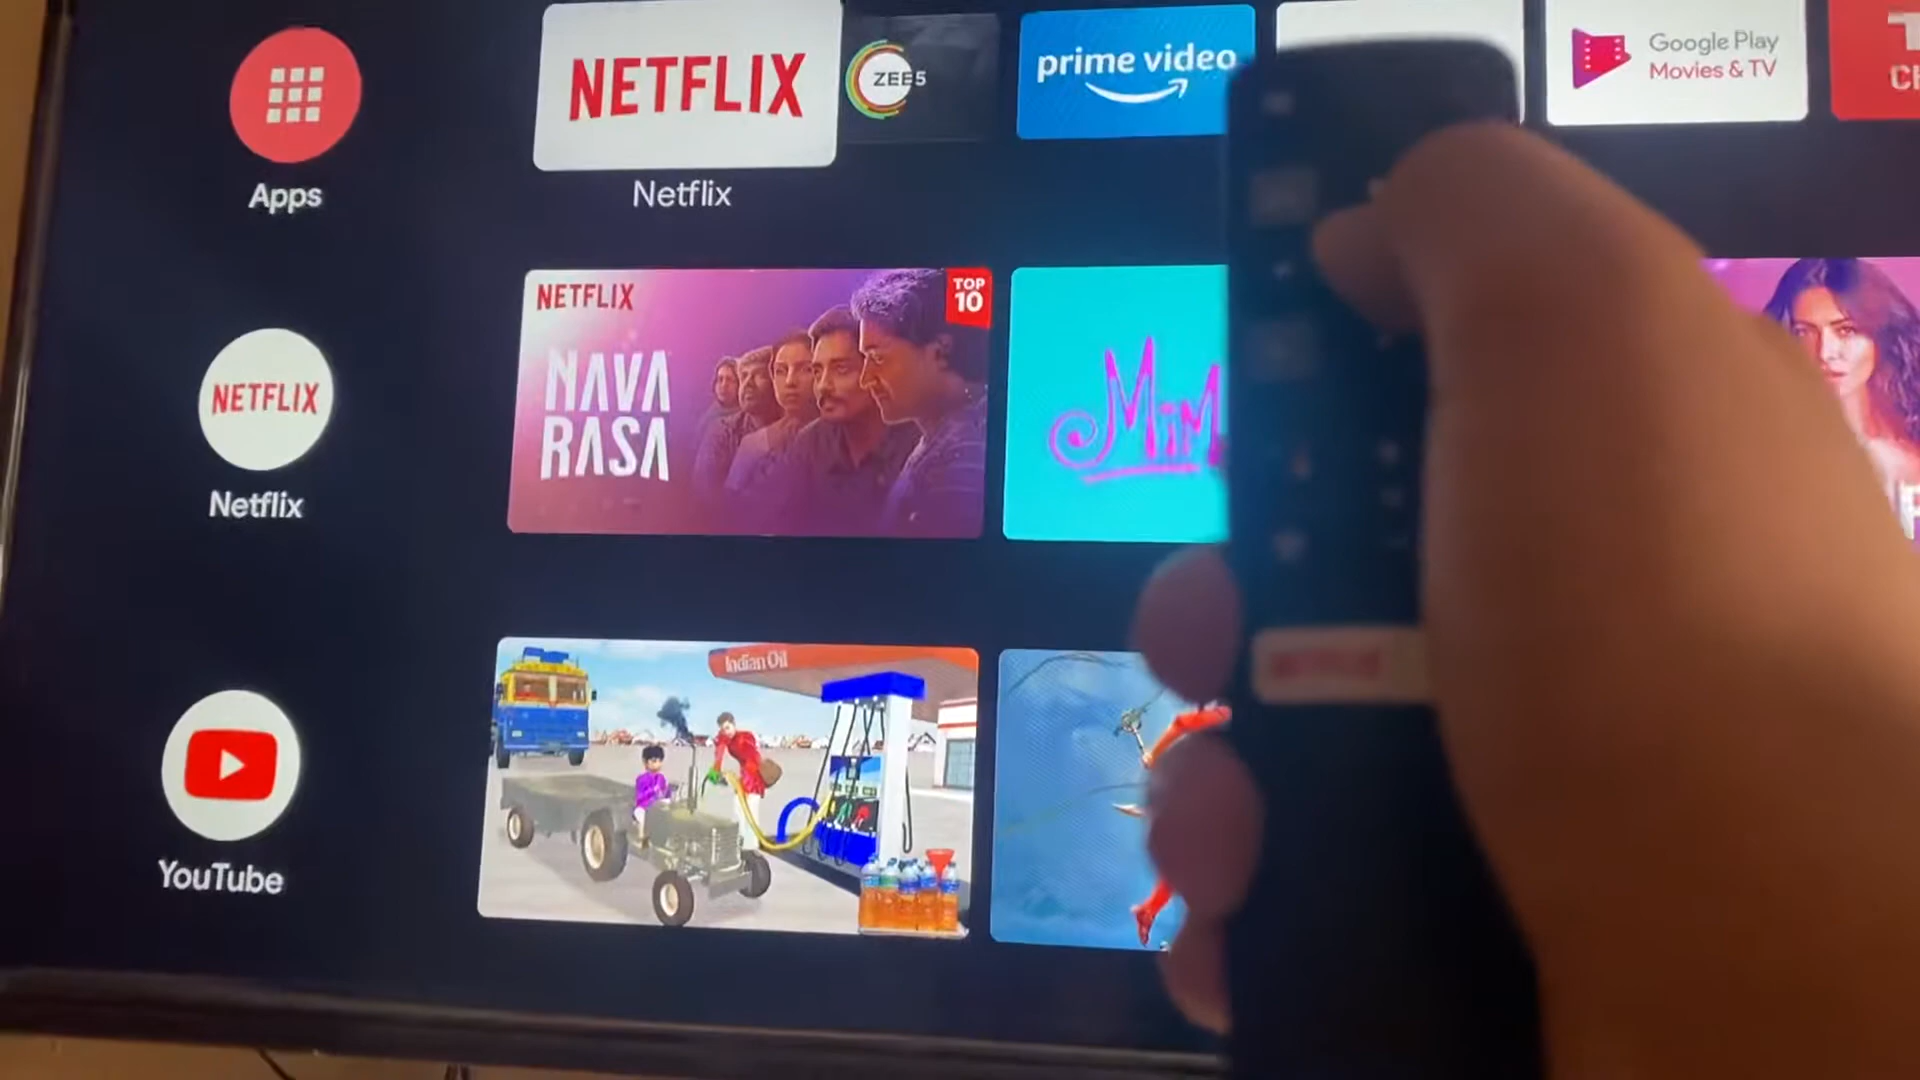 NETFLIX
ZEE5
prime video
Google Play
Movies & TV
Apps
Netflix
NETFLIX
TOP
10
NAVA
RASA
NETFLIX
Netflix
Indian Oil
YouTube